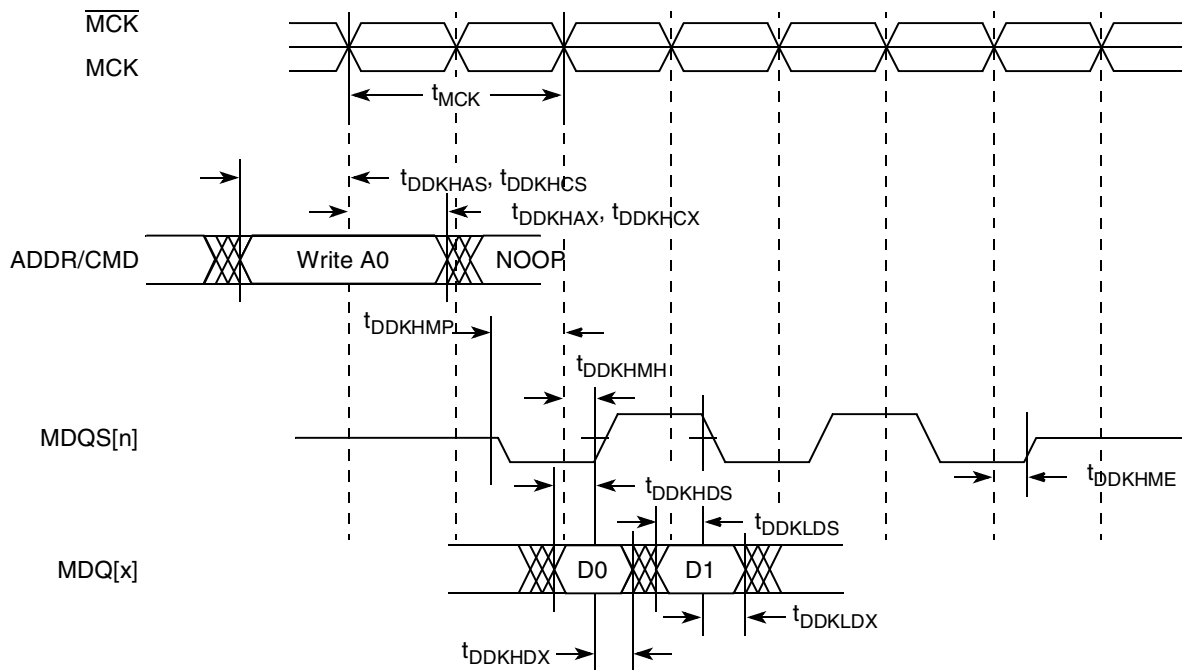 MCK
MCK
tMCK
tDDKHAS, tDDKHCS
tDDKHAX, tDDKHCX
ADDR/CMD
Write A0
NOOP
tDDKHMP
tDDKHMH
MDQS[n]
tDDKHME
tDDKHDS
tDDKLDS
MDQ[x]
D0
D1
tDDKLDX
tDDKHDX